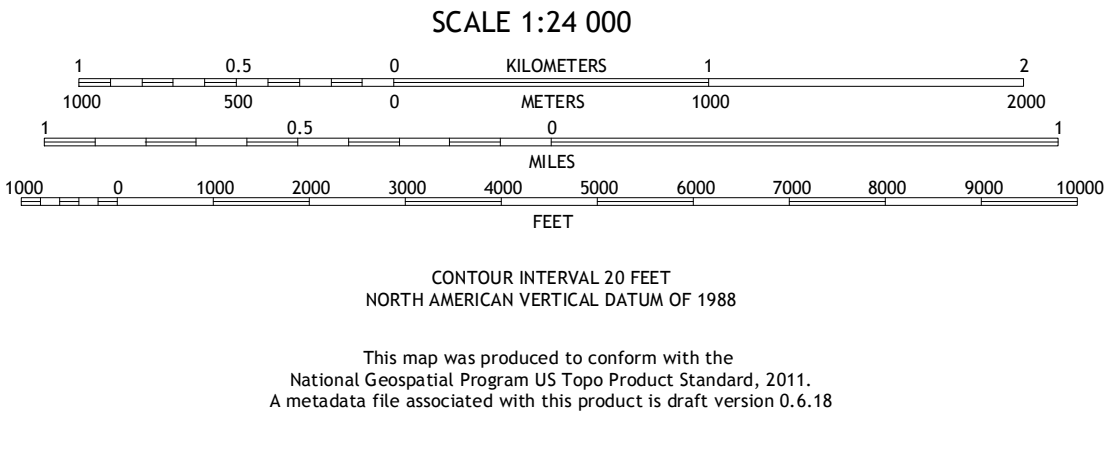 SCALE 1:24 000
1 0.5 0 KILOMETERS 1 2
1000 500 0 METERS 1000 2000
1 0.5 0 1
MILES
1000 0 1000 2000 3000 4000 5000 6000 7000 8000 9000 10000
FEET
CONTOUR INTERVAL 20 FEET
NORTH AMERICAN VERTICAL DATUM OF 1988
This map was produced to conform with the
National Geospatial Program US Topo Product Standard, 2011.
A metadata file associated with this product is draft version 0.6.18